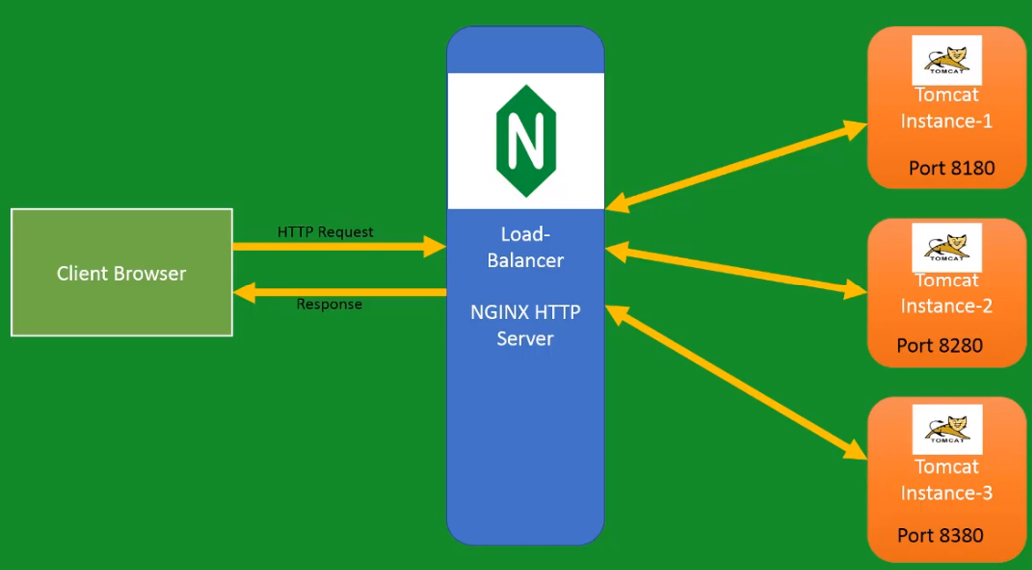 Client Browser
HTTP Request
Response
N
Load-
Balancer
NGINX HTTP
Server
TOMCAT
Tomcat
Instance-1
Port 8180
TOMCAT
Tomcat
Instance-2
Port 8280
TOMCAT
Tomcat
Instance-3
Port 8380